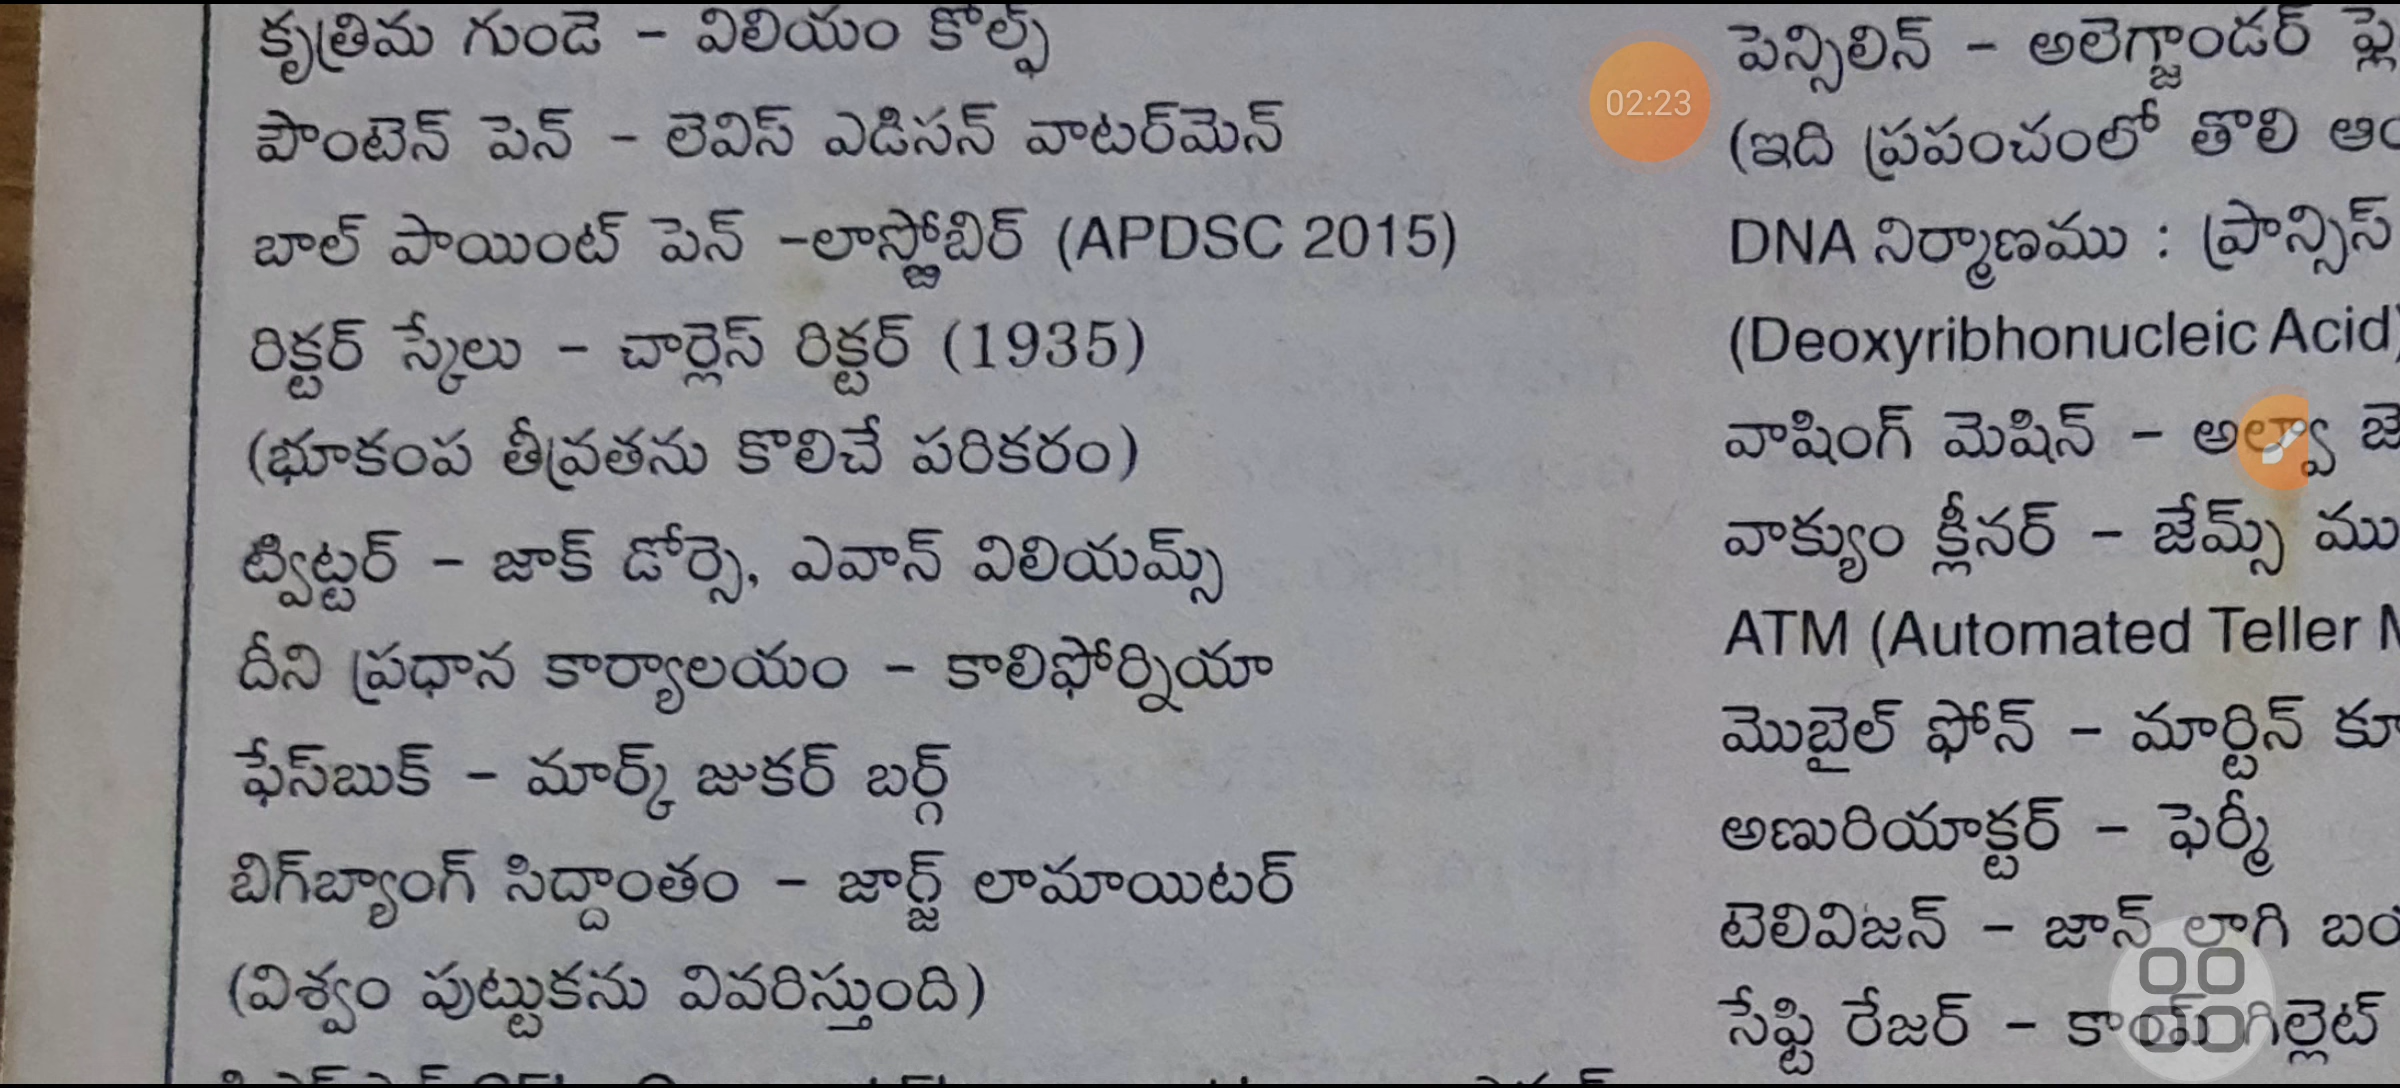 కృత్రిమ గుండె - విలియం కోల్ఫ్
పౌంటెన్ పెన్ - లెవిస్ ఎడిసన్ వాటర్‌మెన్
బాల్ పాయింట్ పెన్ -లాస్జోబిర్ (APDSC 2015)
రిక్టర్ స్కేలు - చార్లెస్ రిక్టర్ (1935)
(భూకంప తీవ్రతను కొలిచే పరికరం)
ట్విట్టర్ - జాక్ డోర్సె, ఎవాన్ విలియమ్స్
దీని ప్రధాన కార్యాలయం - కాలిఫోర్నియా
ఫేస్‌బుక్ - మార్క్ జుకర్ బర్గ్
బిగ్‌బ్యాంగ్ సిద్దాంతం - జార్జ్ లామాయిటర్
(విశ్వం పుట్టుకను వివరిస్తుంది)
పెన్సిలిన్ - అలెగ్జాండర్
(ఇది ప్రపంచంలో తొలి
DNA నిర్మాణము : ప్రాన్సిస్
(Deoxyribhonucleic Acid)
వాషింగ్ మెషిన్ - అల్వా
వాక్యుం క్లీనర్ - జేమ్స్
ATM (Automated Teller
మొబైల్ ఫోన్ - మార్టిన్
అణురియాక్టర్ - ఫెర్మీ
టెలివిజన్ - జాన్ లాగి
సేఫ్టి రేజర్ - గిల్లెట్
02:23